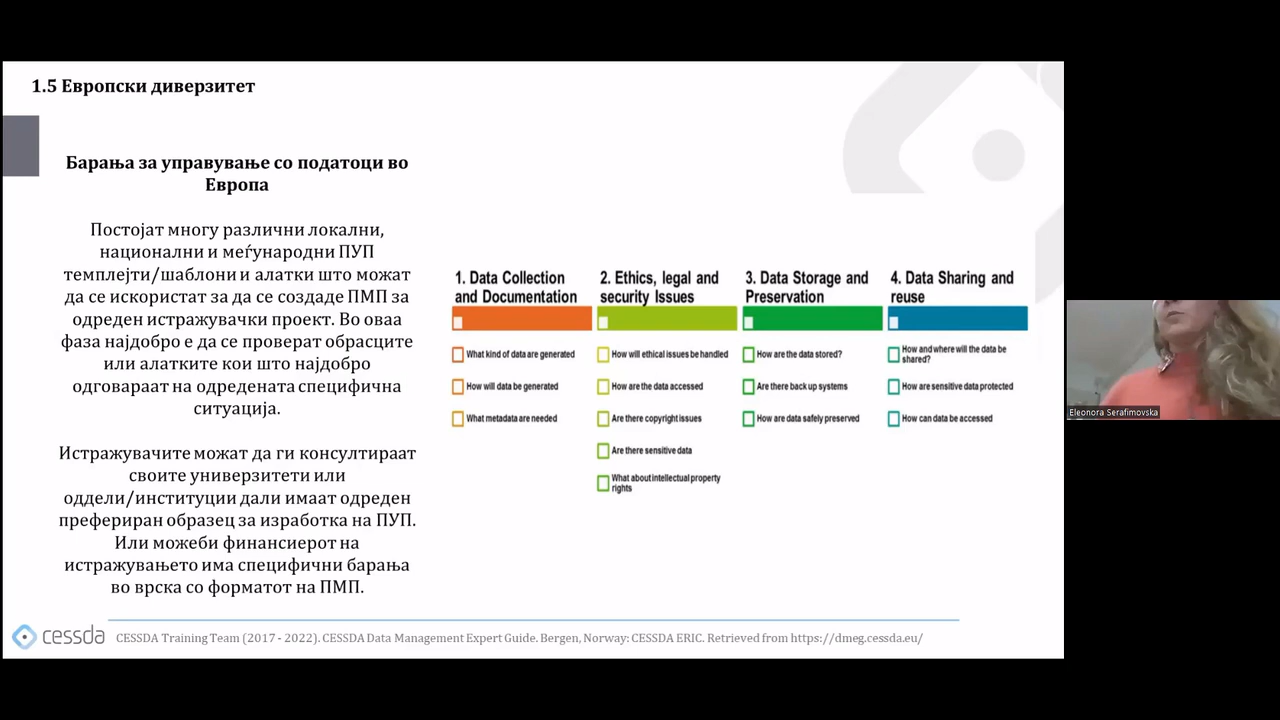 1.5 Европски диверзитет
Барања за управување со податоци во
Европа
Постојат многу различни локални,
национални и меѓународни ПУП
темплејти/шаблони и алатки што можат
да се искористат за да се создаде ПМП за
одреден истражувачки проект. Во оваа
фаза најдобро е да се проверат обрасците
или алатките кои што најдобро
одговараат на одредената специфична
ситуација.
Истражувачите можат да ги консултираат
своите универзитети или
оддели/институции дали имаат одреден
префериран образец за изработка на ПУП.
Или можеби финансиерот на
истражувањето има специфични барања
во врска со форматот на ПМП.
1. Data Collection
and Documentation
What kind of data are generated
How will data be generated
What metadata are needed
2. Ethics, legal and
security Issues
How will ethical issues be handled
How are the data accessed
Are there copyright issues
Are there sensitive data
What about intellectual property
rights
3. Data Storage and
Preservation
How are the data stored?
Are there back up systems
How are data safely preserved
4. Data Sharing and
reuse
How and where will the data be
shared?
How are sensitive data protected
How can data be accessed
Eleonora Serafimovska
cessda
CESSDA Training Team (2017 - 2022). CESSDA Data Management Expert Guide. Bergen, Norway: CESSDA ERIC. Retrieved from https://dmeg.cessda.eu/